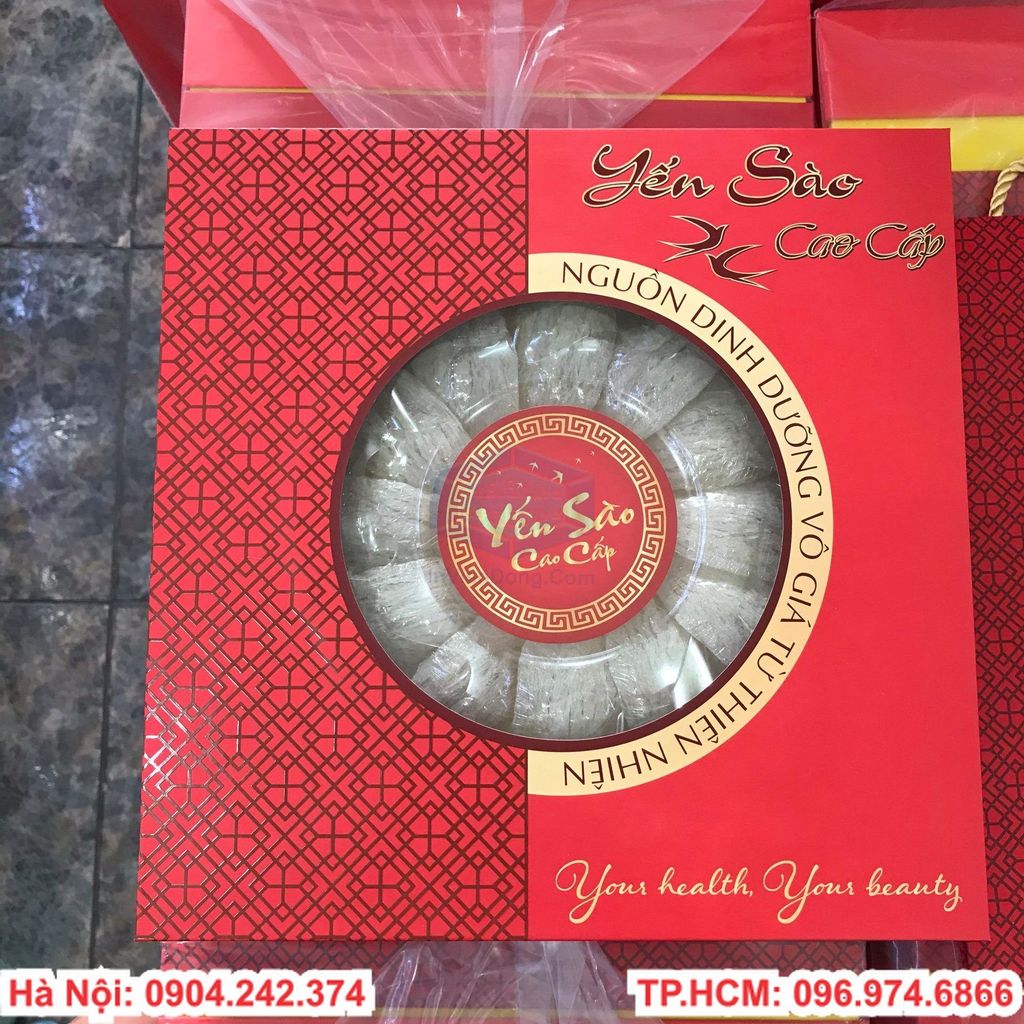 Yến Sào
Cao Cấp
NGUỒN DINH DƯỠNG VÔ GIÁ TỪ THIÊN NHIÊN
Yến Sào
Cao Cấp
Your health, Your beauty
Hà Nội: 0904.242.374
TP.HCM: 096.974.6866